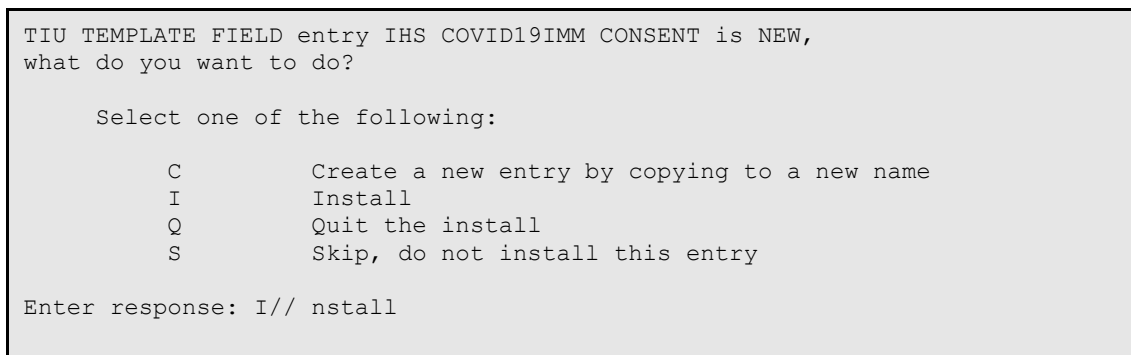 TIU TEMPLATE FIELD entry IHS COVID19IMM CONSENT is NEW,
what do you want to do?
Select one of the following:
C Create a new entry by copying to a new name
I Install
Q Quit the install
S Skip, do not install this entry
Enter response: I// nstall